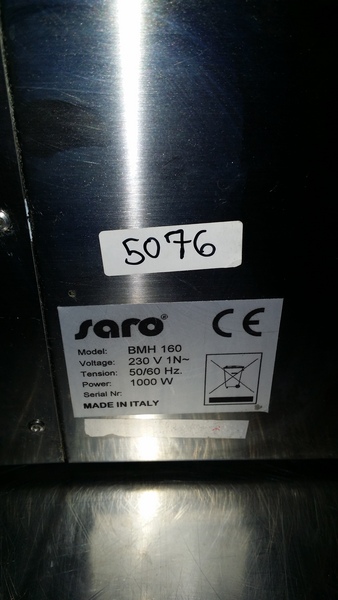 5076
saro®
CE
Model: BMH 160
Voltage: 230 V 1N~
Tension: 50/60 Hz.
Power: 1000 W
Serial Nr:
MADE IN ITALY